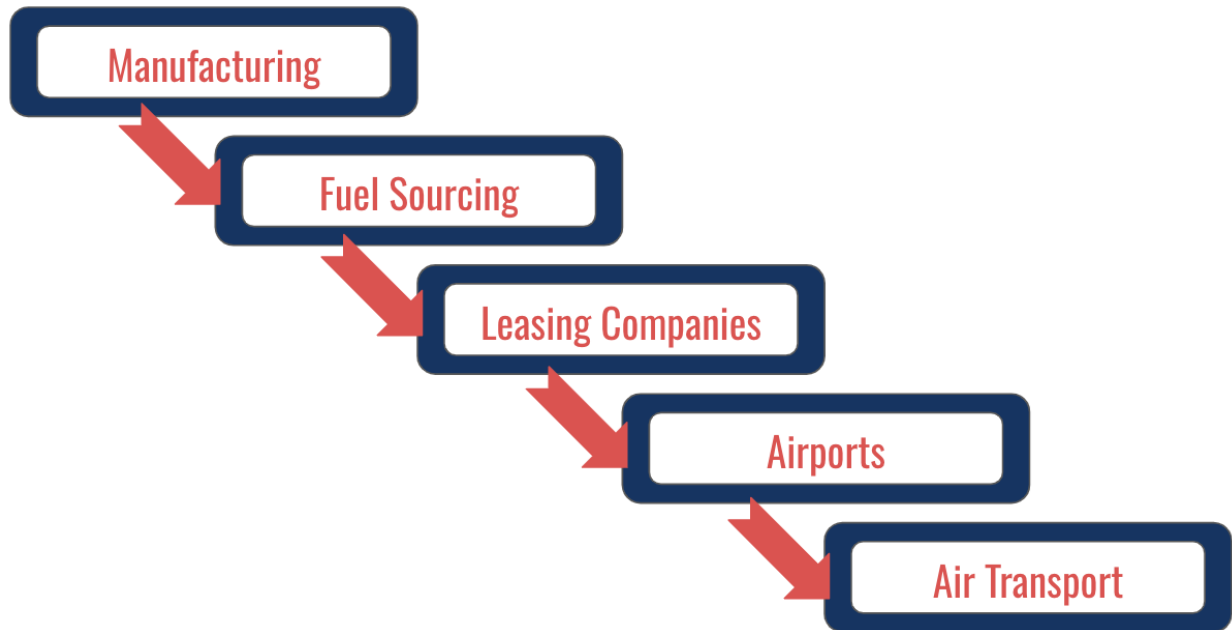 Manufacturing
Fuel Sourcing
Leasing Companies
Airports
Air Transport